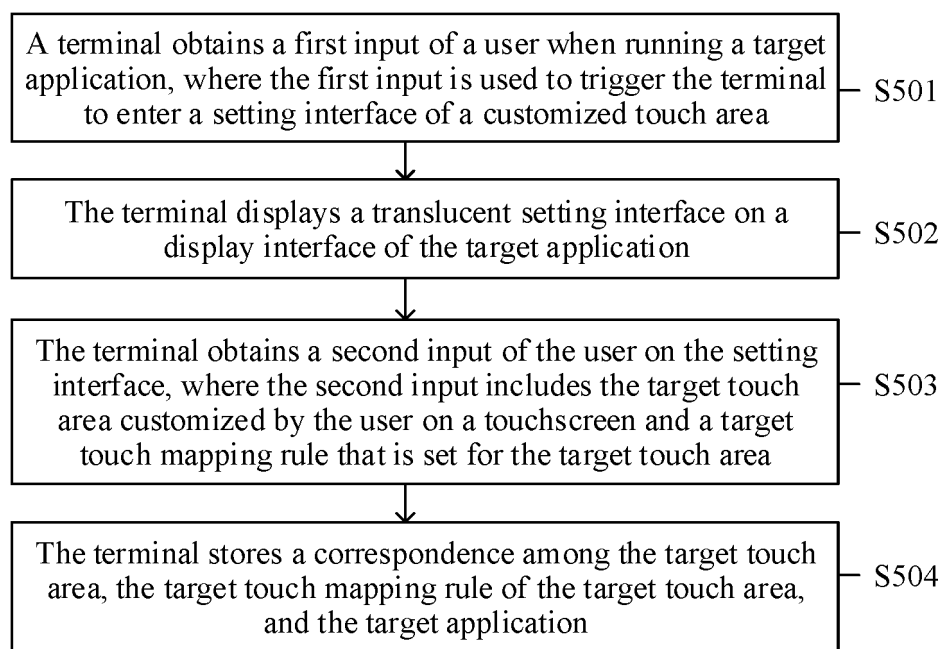 A terminal obtains a first input of a user when running a target
application, where the first input is used to trigger the terminal
to enter a setting interface of a customized touch area
S501
The terminal displays a translucent setting interface on a
display interface of the target application
S502
The terminal obtains a second input of the user on the setting
interface, where the second input includes the target touch
area customized by the user on a touchscreen and a target
touch mapping rule that is set for the target touch area
S503
The terminal stores a correspondence among the target touch
area, the target touch mapping rule of the target touch area,
and the target application
S504